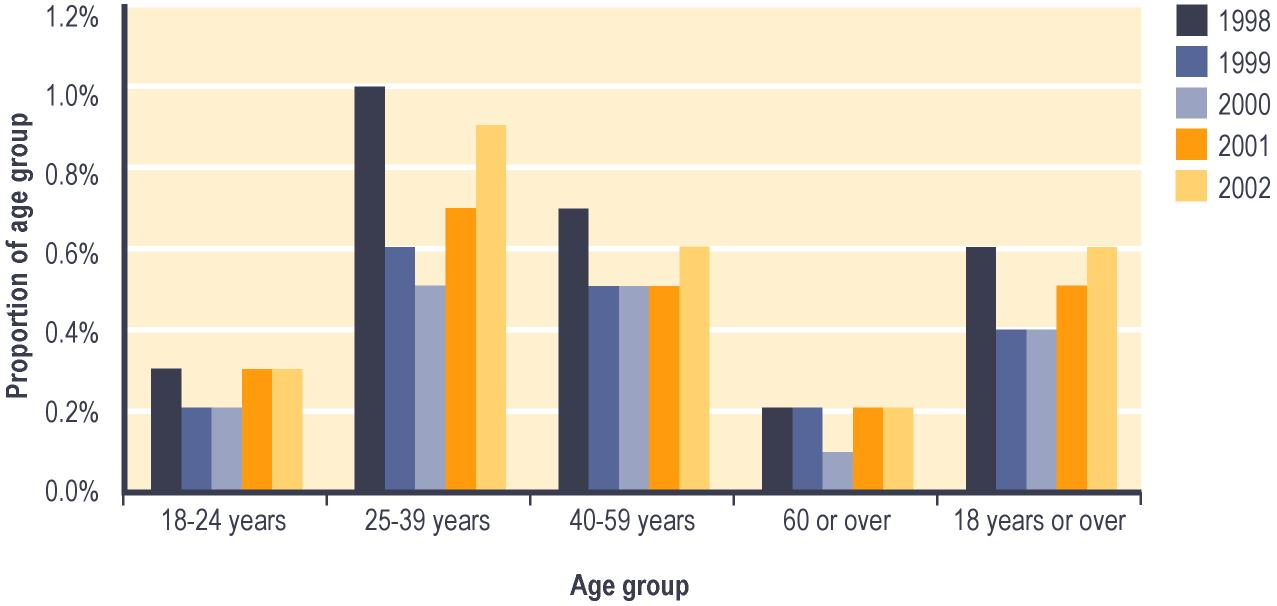 1.2%
1.0%
0.8%
0.6%
0.4%
0.2%
0.0%
Proportion of age group
18-24 years
25-39 years
40-59 years
60 or over
18 years or over
Age group
1998
1999
2000
2001
2002